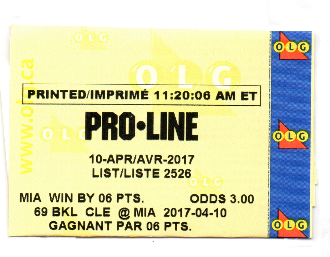 OLG
OLG
PRINTED/IMPRIMÉ 11:20:06 AM ET
www.olg.ca
PRO•LINE
OLG
OLG
10-APR/AVR-2017
LIST/LISTE 2526
OLG
MIA WIN BY 06 PTS. ODDS 3.00
69 BKL CLE @ MIA 2017-04-10
GAGNANT PAR 06 PTS.
OLG